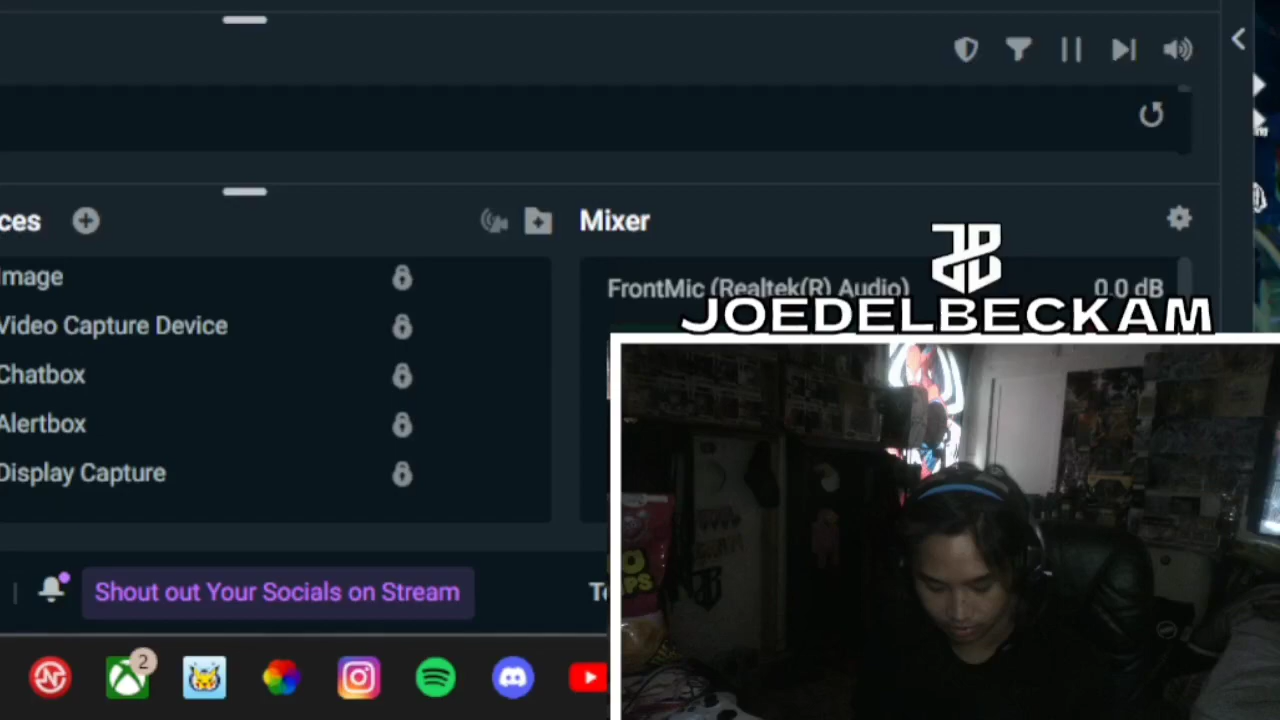 ces
Mixer
Image
Video Capture Device
Chatbox
Alertbox
Display Capture
FrontMic (Realtek(R) Audio)
0.0 dB
JOEDELBECKAM
Shout out Your Socials on Stream
2